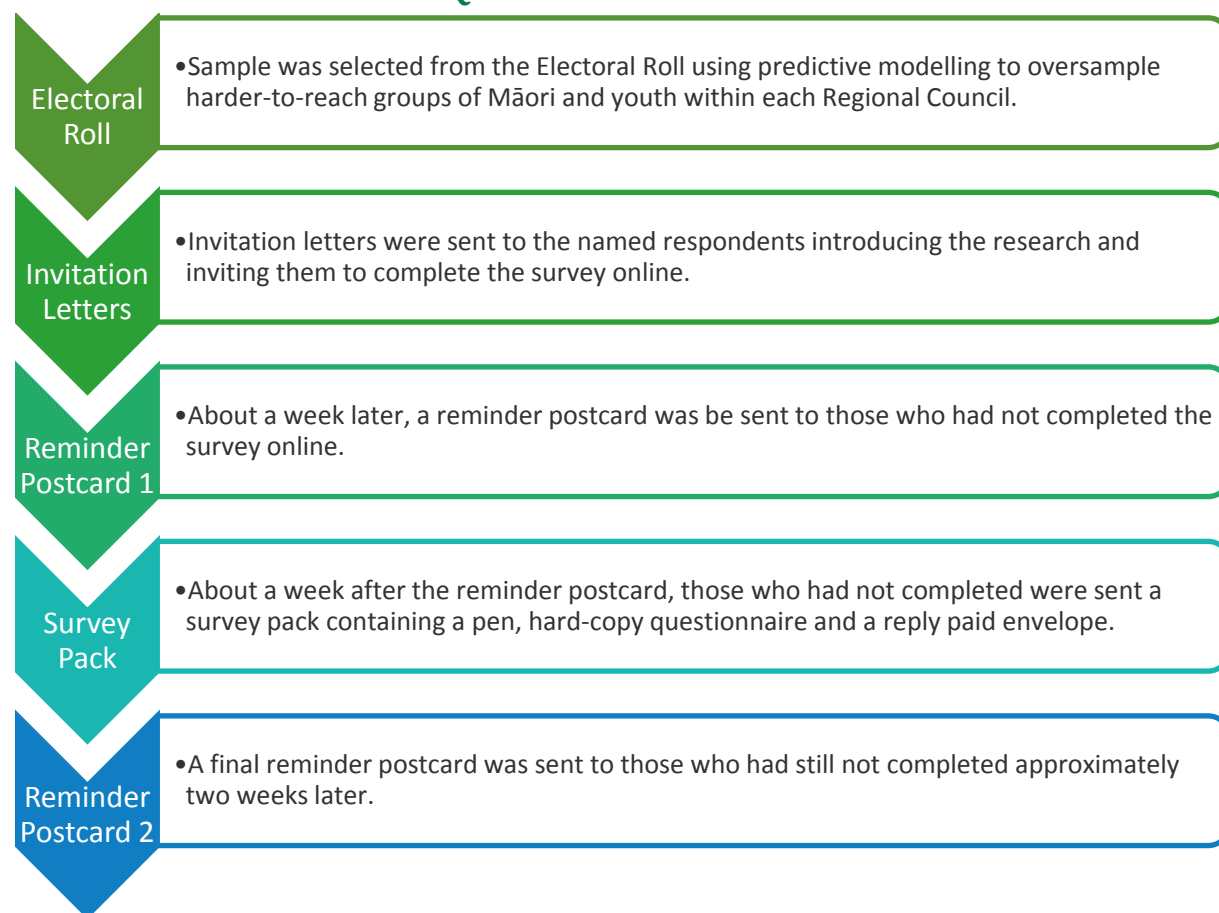 Electoral
Roll
•Sample was selected from the Electoral Roll using predictive modelling to oversample
harder-to-reach groups of Māori and youth within each Regional Council.
Invitation
Letters
•Invitation letters were sent to the named respondents introducing the research and
inviting them to complete the survey online.
Reminder
Postcard 1
•About a week later, a reminder postcard was be sent to those who had not completed the
survey online.
Survey
Pack
•About a week after the reminder postcard, those who had not completed were sent a
survey pack containing a pen, hard-copy questionnaire and a reply paid envelope.
Reminder
Postcard 2
•A final reminder postcard was sent to those who had still not completed approximately
two weeks later.